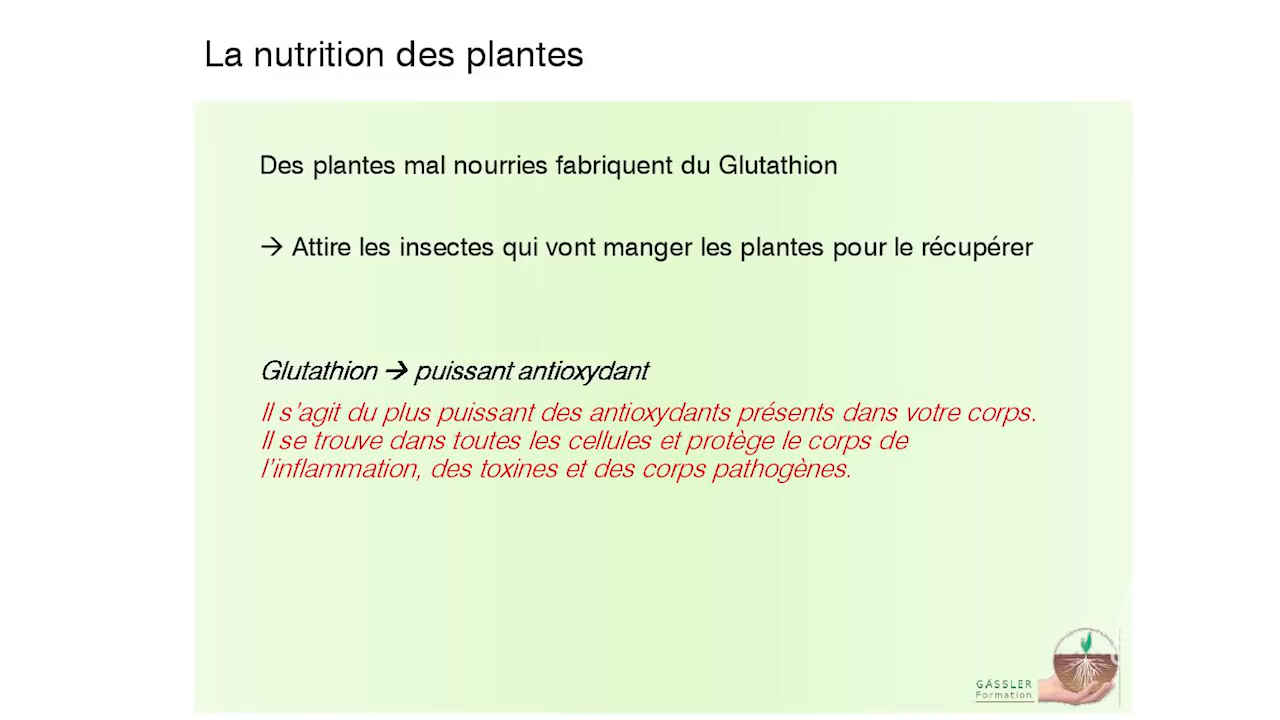 La nutrition des plantes
Des plantes mal nourries fabriquent du Glutathion
→ Attire les insectes qui vont manger les plantes pour le récupérer
Glutathion → puissant antioxydant
Il s'agit du plus puissant des antioxydants présents dans votre corps.
Il se trouve dans toutes les cellules et protège le corps de
l'inflammation, des toxines et des corps pathogènes.
GÄSSLER
Formation